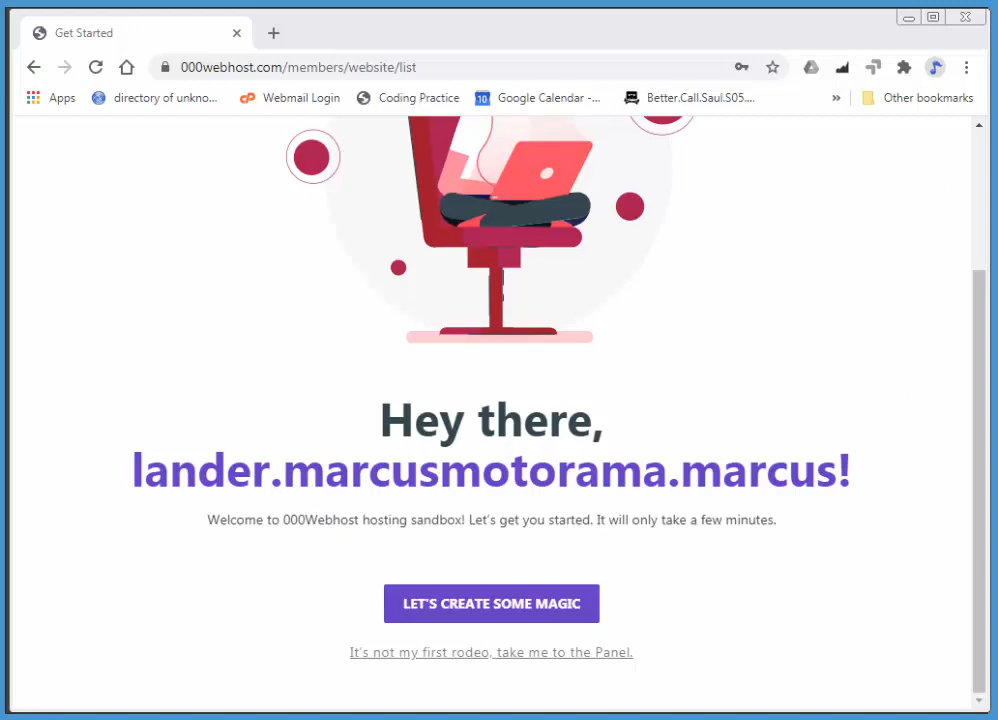 Get Started
000webhost.com/members/website/list
Apps
directory of unkno...
cP Webmail Login
Coding Practice
10 Google Calendar -...
Better.Call.Saul.S05....
»
Other bookmarks
Hey there,
lander.marcusmotorama.marcus!
Welcome to 000Webhost hosting sandbox! Let's get you started. It will only take a few minutes.
LET'S CREATE SOME MAGIC
It's not my first rodeo, take me to the Panel.